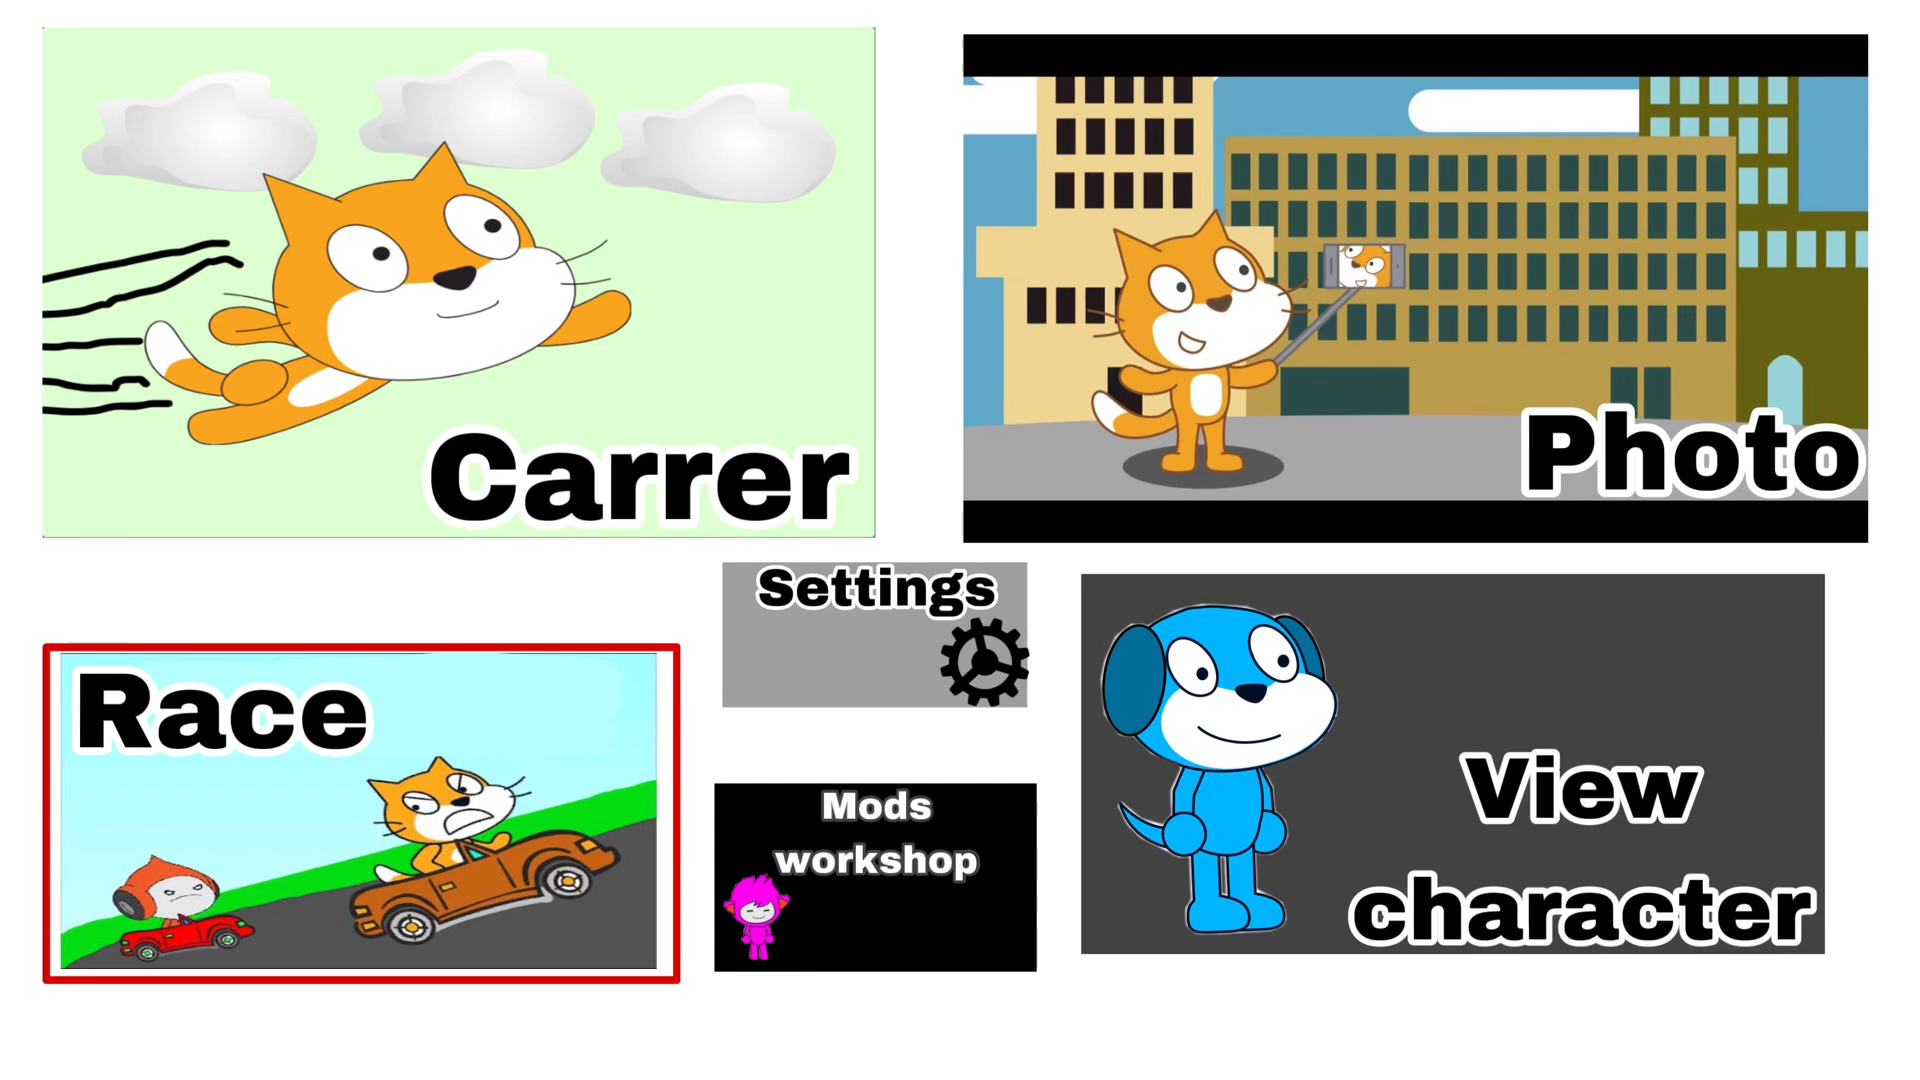 Carrer
Photo
Settings
Race
Mods
workshop
View
character